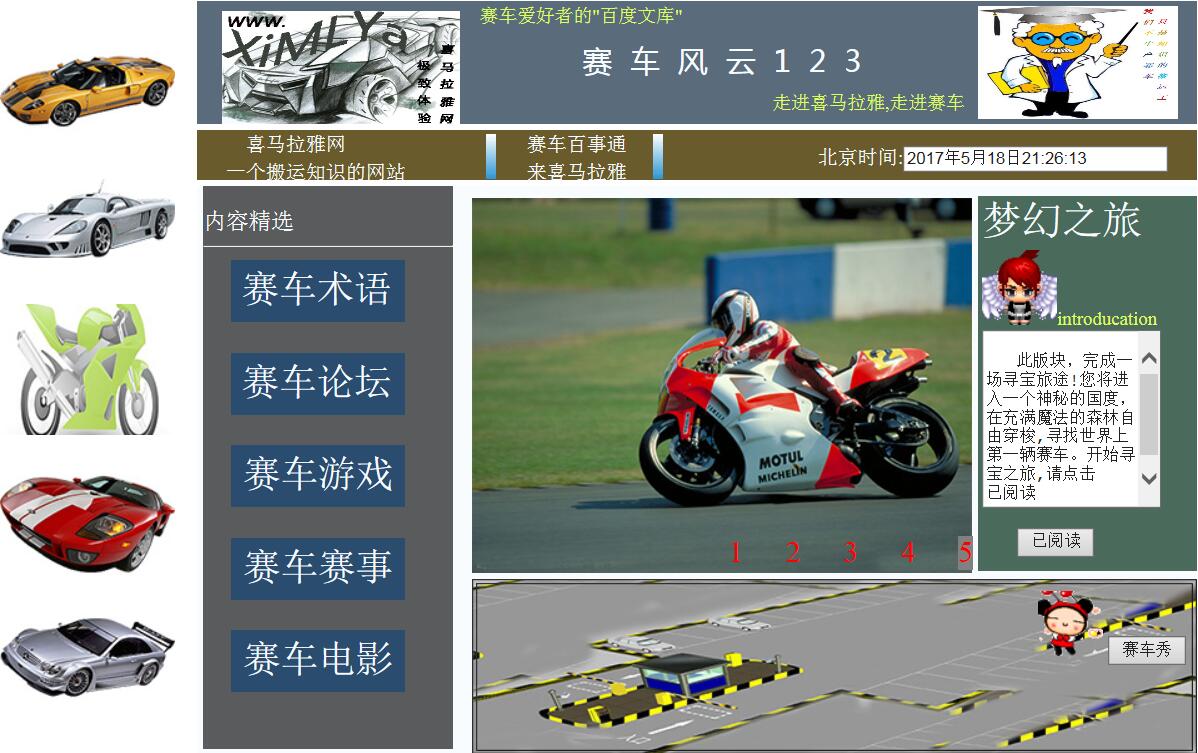 www.
XiMLYa
喜马拉雅网
极致体验
赛车爱好者的"百度文库"
赛车风云123
走进喜马拉雅,走进赛车
喜马拉雅网
一个搬运知识的网站
赛车百事通
来喜马拉雅
北京时间:2017年5月18日21:26:13
内容精选
赛车术语
赛车论坛
赛车游戏
赛车赛事
赛车电影
2
MOTUL
MICHELIN
1 2 3 4 5
梦幻之旅
introducation
此版块，完成一
场寻宝旅途!您将进
入一个神秘的国度，
在充满魔法的森林自
由穿梭,寻找世界上
第一辆赛车。开始寻
宝之旅,请点击
已阅读
已阅读
赛车秀